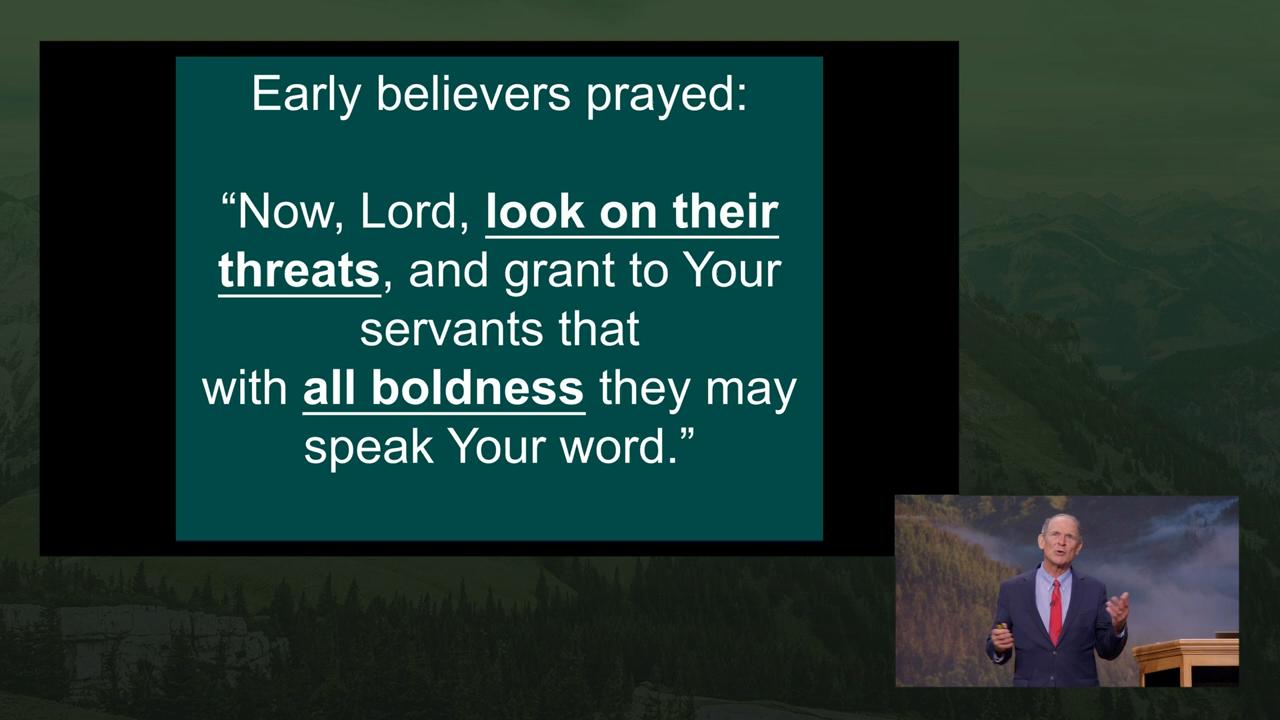 Early believers prayed:
“Now, Lord, look on their
threats, and grant to Your
servants that
with all boldness they may
speak Your word.”